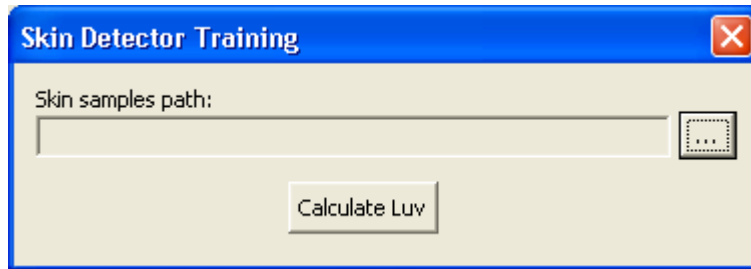 Skin Detector Training
Skin samples path:
...
Calculate Luv